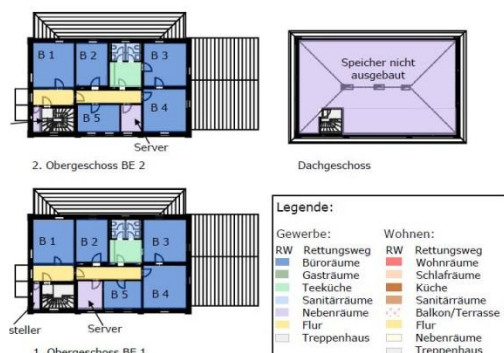 B 1
B 2
B 3
B 5
B 4
Server
2. Obergeschoss BE 2
Speicher nicht
ausgebaut
Dachgeschoss
B 1
B 2
B 3
B 5
B 4
steller
Server
1. Obergeschoss BE 1
Legende:
Gewerbe:
RW Rettungsweg
Büroräume
Gasträume
Teeküche
Sanitärräume
Nebenräume
Flur
Treppenhaus
Wohnen:
RW Rettungsweg
Wohnräume
Schlafräume
Küche
Sanitärräume
Balkon/Terrasse
Flur
Nebenräume
Treppenhaus